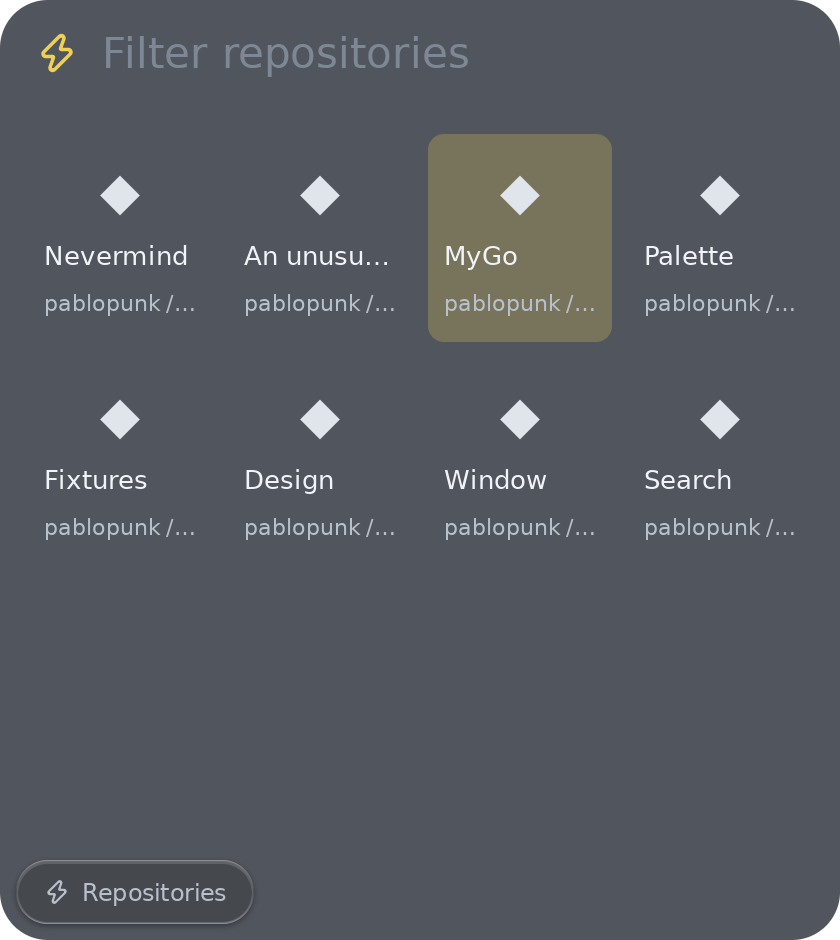 Filter repositories
Nevermind
An unusu...
MyGo
Palette
pablopunk /...
pablopunk /...
pablopunk /...
pablopunk /...
Fixtures
Design
Window
Search
pablopunk /...
pablopunk /...
pablopunk /...
pablopunk /...
Repositories